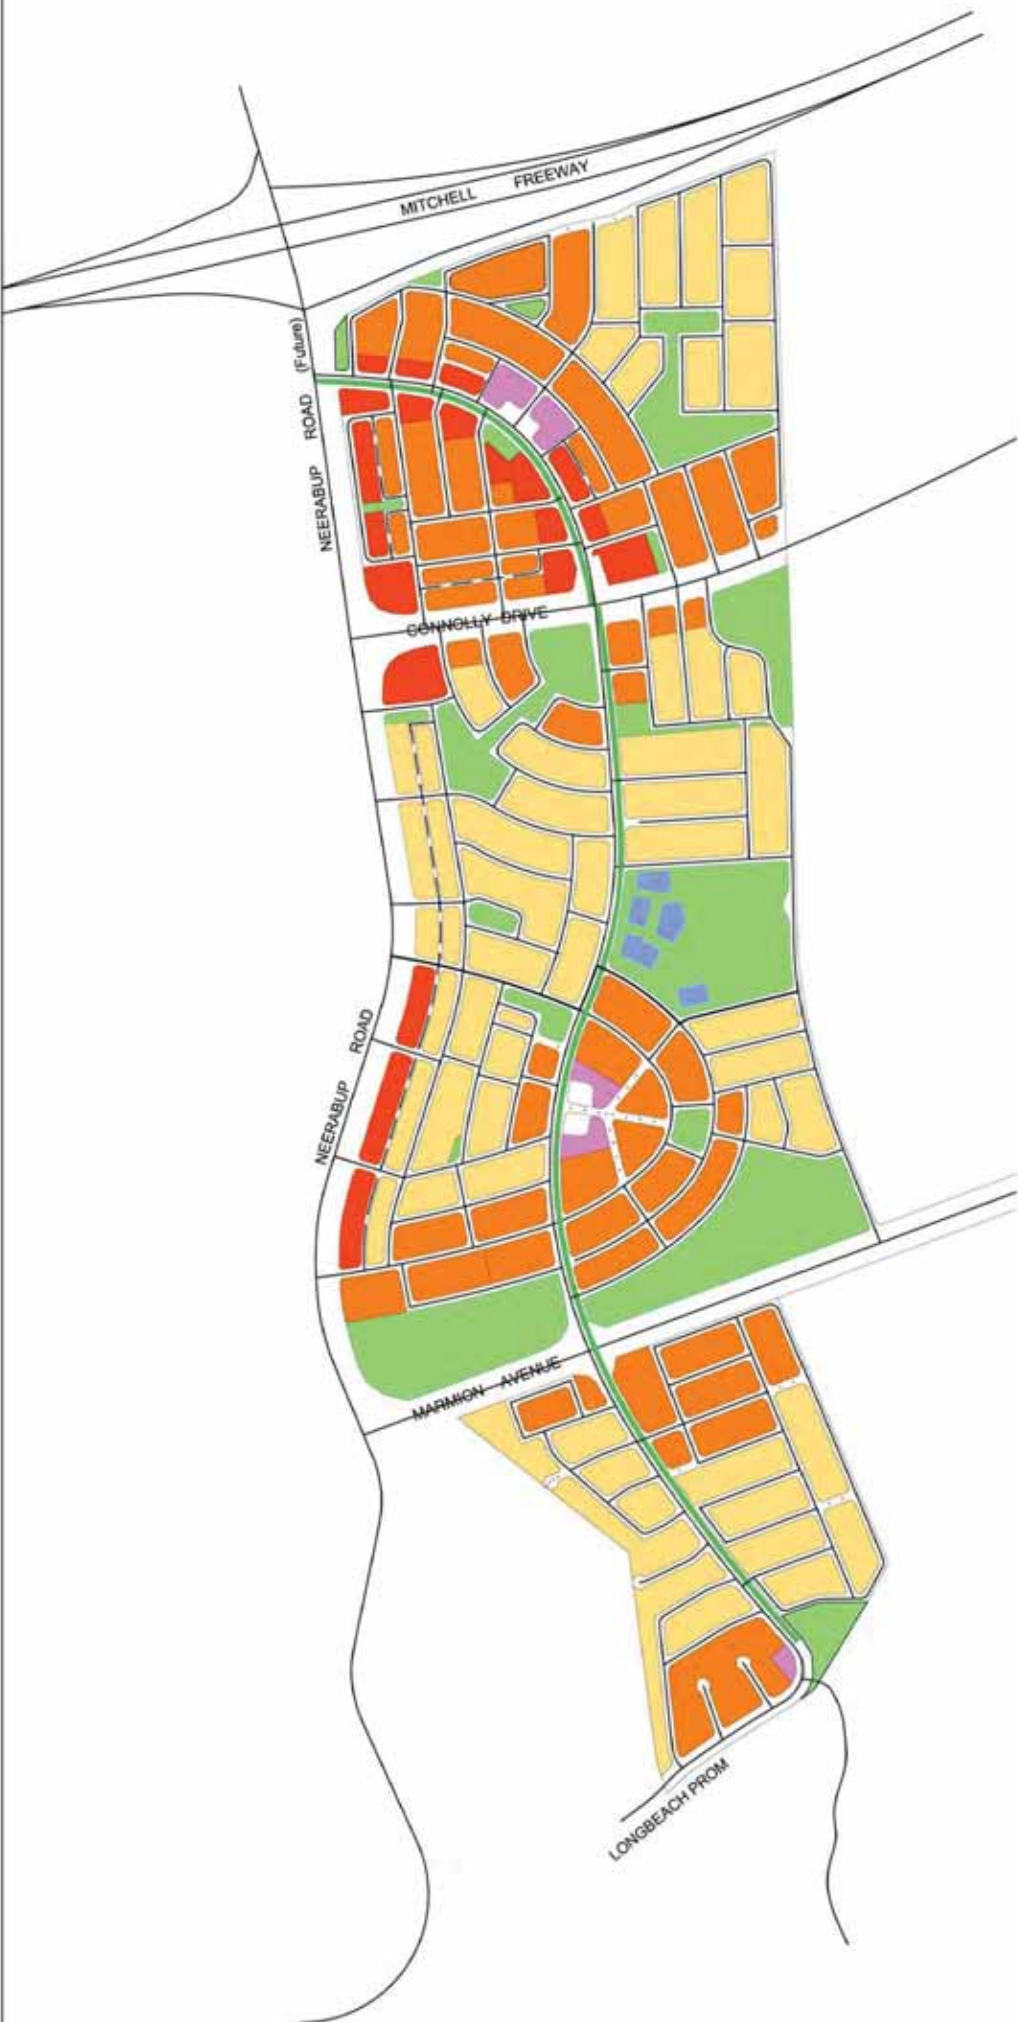 MITCHELL FREEWAY
NEERABUP ROAD (Future)
CONNOLLY DRIVE
NEERABUP ROAD
MARMION AVENUE
LONGBEACH PROM